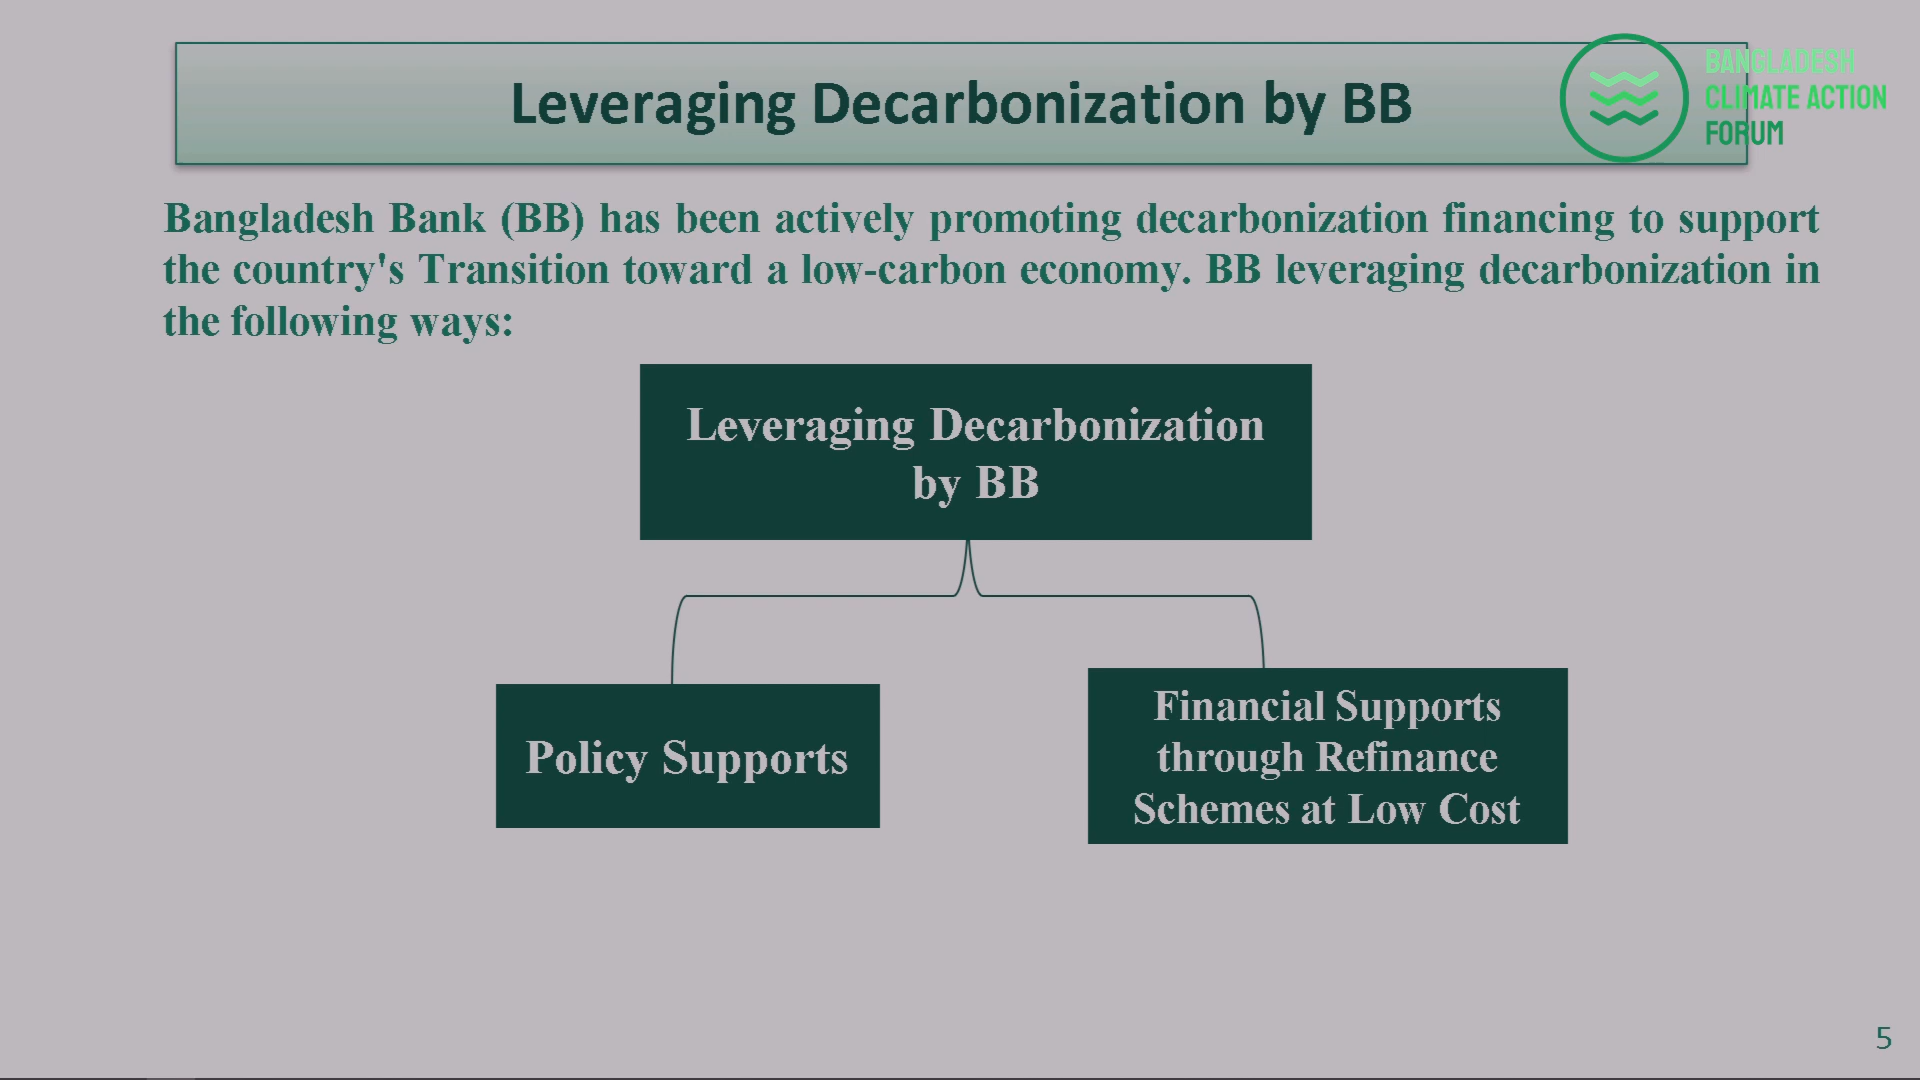 Leveraging Decarbonization by BB
BANGLADESH
CLIMATE ACTION
FORUM
Bangladesh Bank (BB) has been actively promoting decarbonization financing to support
the country's Transition toward a low-carbon economy. BB leveraging decarbonization in
the following ways:
Leveraging Decarbonization
by BB
Policy Supports
Financial Supports
through Refinance
Schemes at Low Cost
5